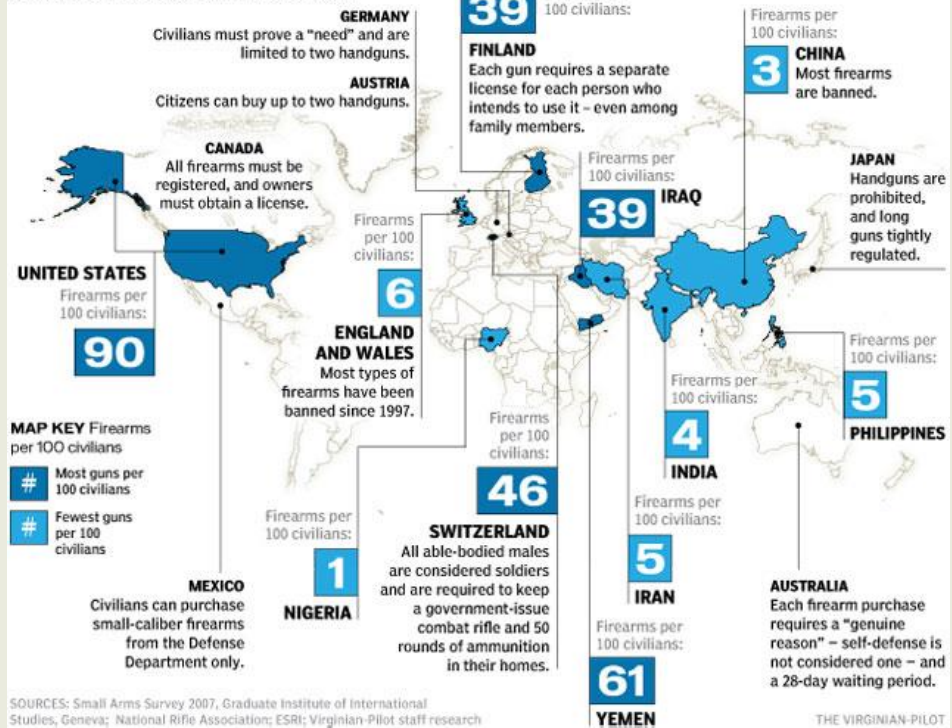 GERMANY
Civilians must prove a “need” and are
limited to two handguns.
AUSTRIA
Citizens can buy up to two handguns.
CANADA
All firearms must be
registered, and owners
must obtain a license.
39
100 civilians:
FINLAND
Each gun requires a separate
license for each person who
intends to use it – even among
family members.
Firearms per
100 civilians:
3
CHINA
Most firearms
are banned.
Firearms per
100 civilians:
39
IRAQ
JAPAN
Handguns are
prohibited,
and long
guns tightly
regulated.
UNITED STATES
Firearms per
100 civilians:
90
Firearms
per 100
civilians:
6
ENGLAND
AND WALES
Most types of
firearms have been
banned since 1997.
Firearms per
100 civilians:
5
PHILIPPINES
Firearms per
100 civilians:
4
INDIA
MAP KEY Firearms
per 100 civilians
#
Most guns per
100 civilians
#
Fewest guns
per 100
civilians
Firearms
per 100
civilians:
46
SWITZERLAND
All able-bodied males
are considered soldiers
and are required to keep
a government-issue
combat rifle and 50
rounds of ammunition
in their homes.
Firearms per
100 civilians:
1
NIGERIA
Firearms per
100 civilians:
5
IRAN
MEXICO
Civilians can purchase
small-caliber firearms
from the Defense
Department only.
AUSTRALIA
Each firearm purchase
requires a “genuine
reason” – self-defense is
not considered one – and
a 28-day waiting period.
Firearms per
100 civilians:
61
YEMEN
SOURCES: Small Arms Survey 2007, Graduate Institute of International
Studies, Geneva; National Rifle Association; ESRI; Virginian-Pilot staff research
THE VIRGINIAN-PILOT